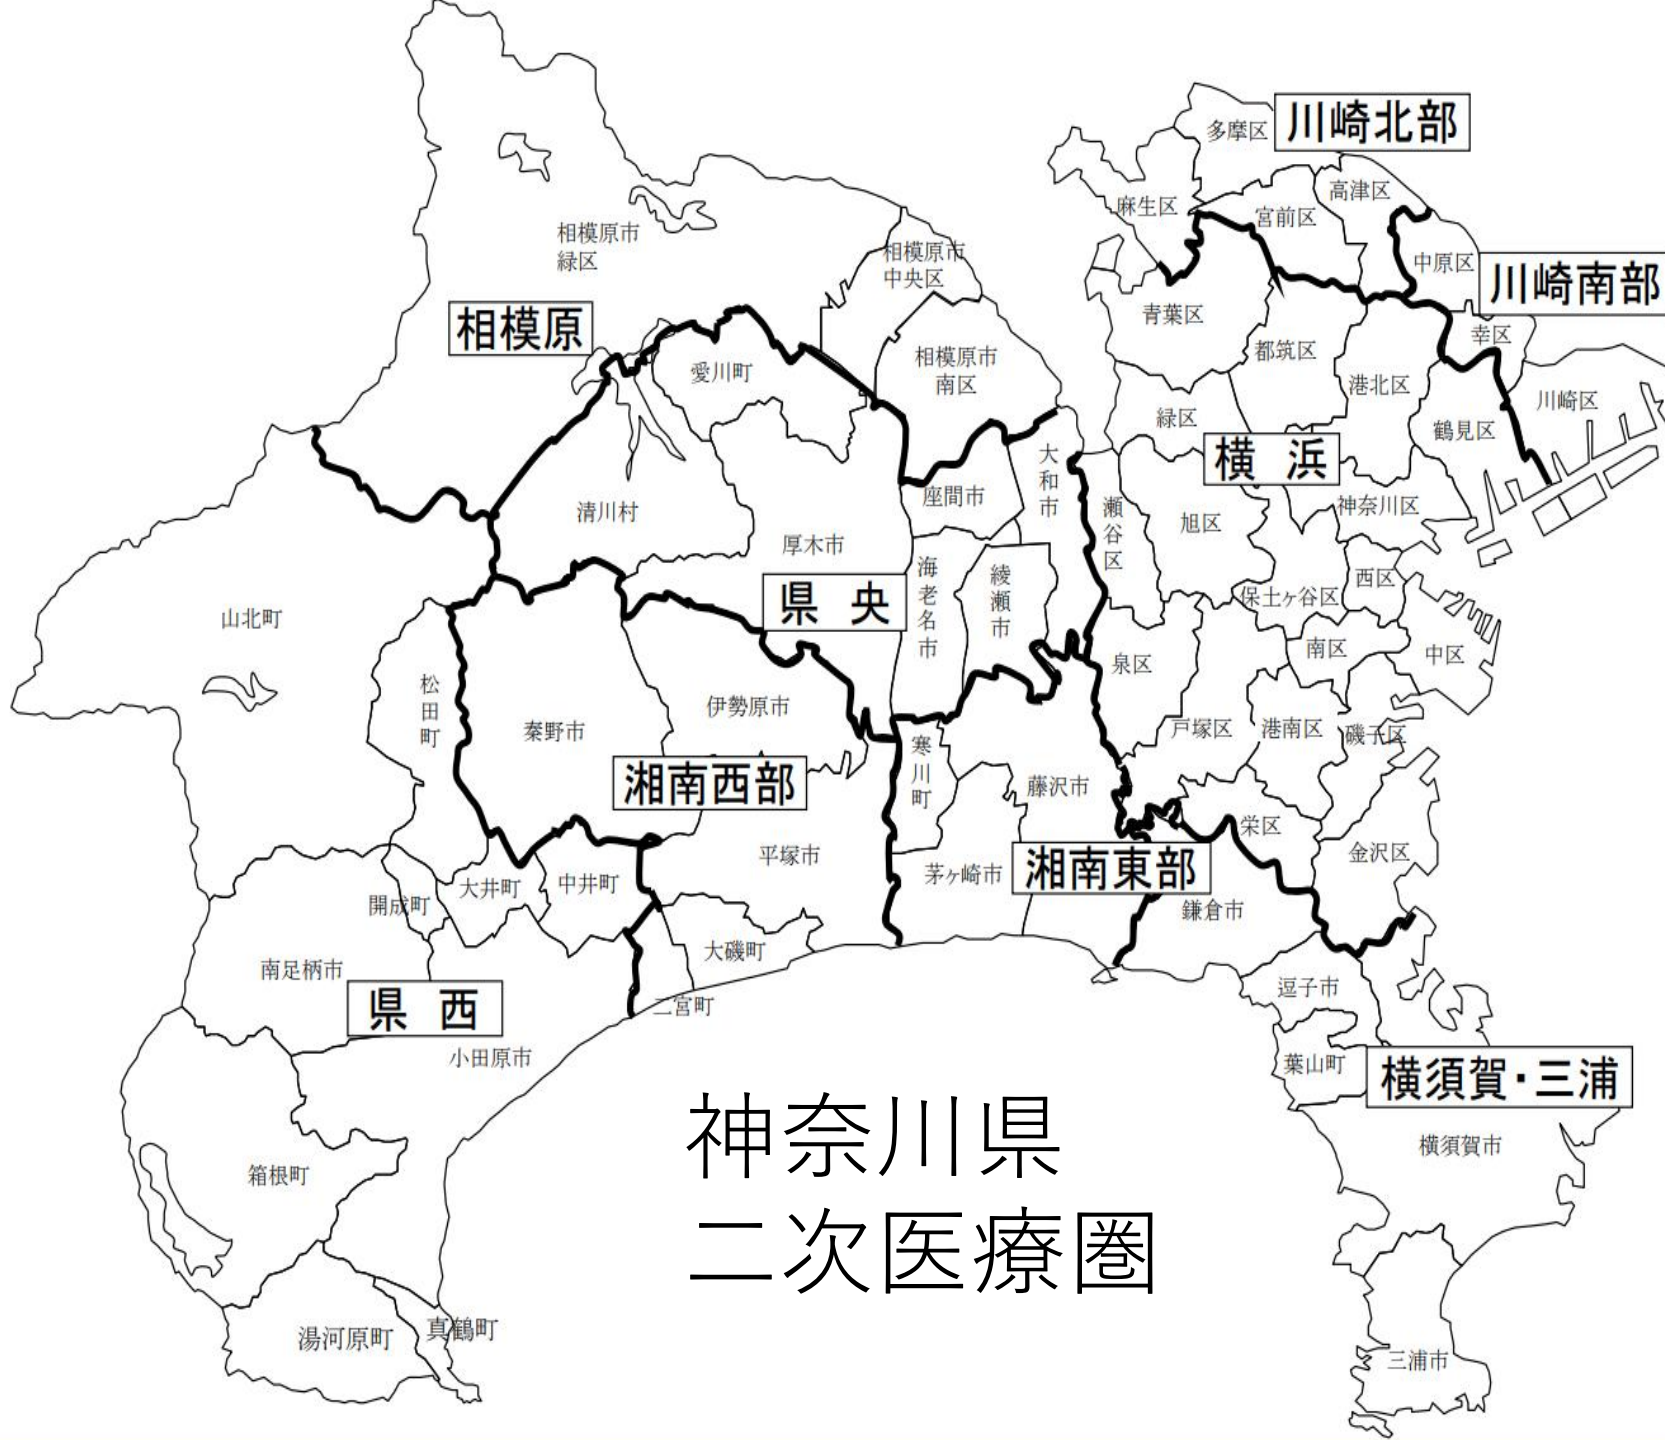 多摩区
川崎北部
高津区
麻生区
宮前区
相模原市
緑区
相模原市
中央区
中原区
川崎南部
青葉区
相模原
幸区
都筑区
相模原市
南区
愛川町
港北区
川崎区
緑区
鶴見区
横 浜
大和市
座間市
清川村
神奈川区
瀬谷区
旭区
厚木市
海老名市
綾瀬市
西区
県 央
保土ヶ谷区
山北町
南区
中区
泉区
松田町
伊勢原市
秦野市
戸塚区
港南区
磯子区
寒川町
湘南西部
藤沢市
栄区
平塚市
金沢区
茅ヶ崎市
湘南東部
大井町
中井町
開成町
鎌倉市
大磯町
南足柄市
逗子市
県 西
二宮町
小田原市
葉山町
横須賀・三浦
神奈川県
二次医療圏
横須賀市
箱根町
湯河原町
真鶴町
三浦市